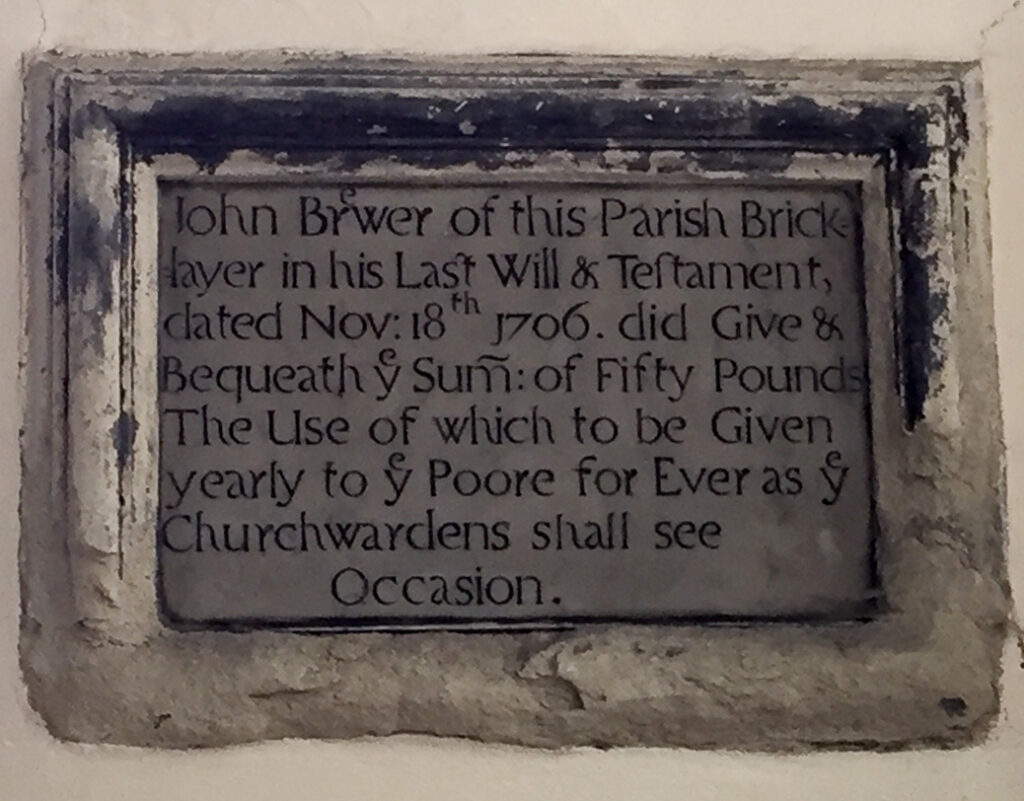 John Brᵉwer of this Parish Brick-
layer in his Laſt Will & Teſtament,
dated Nov: 18ᵗʰ 1706. did Give &
Bequeath yᵉ Sum̃: of Fifty Pounds
The Use of which to be Given
yearly to yᵉ Poore for Ever as yᵉ
Churchwardens shall see
Occasion.